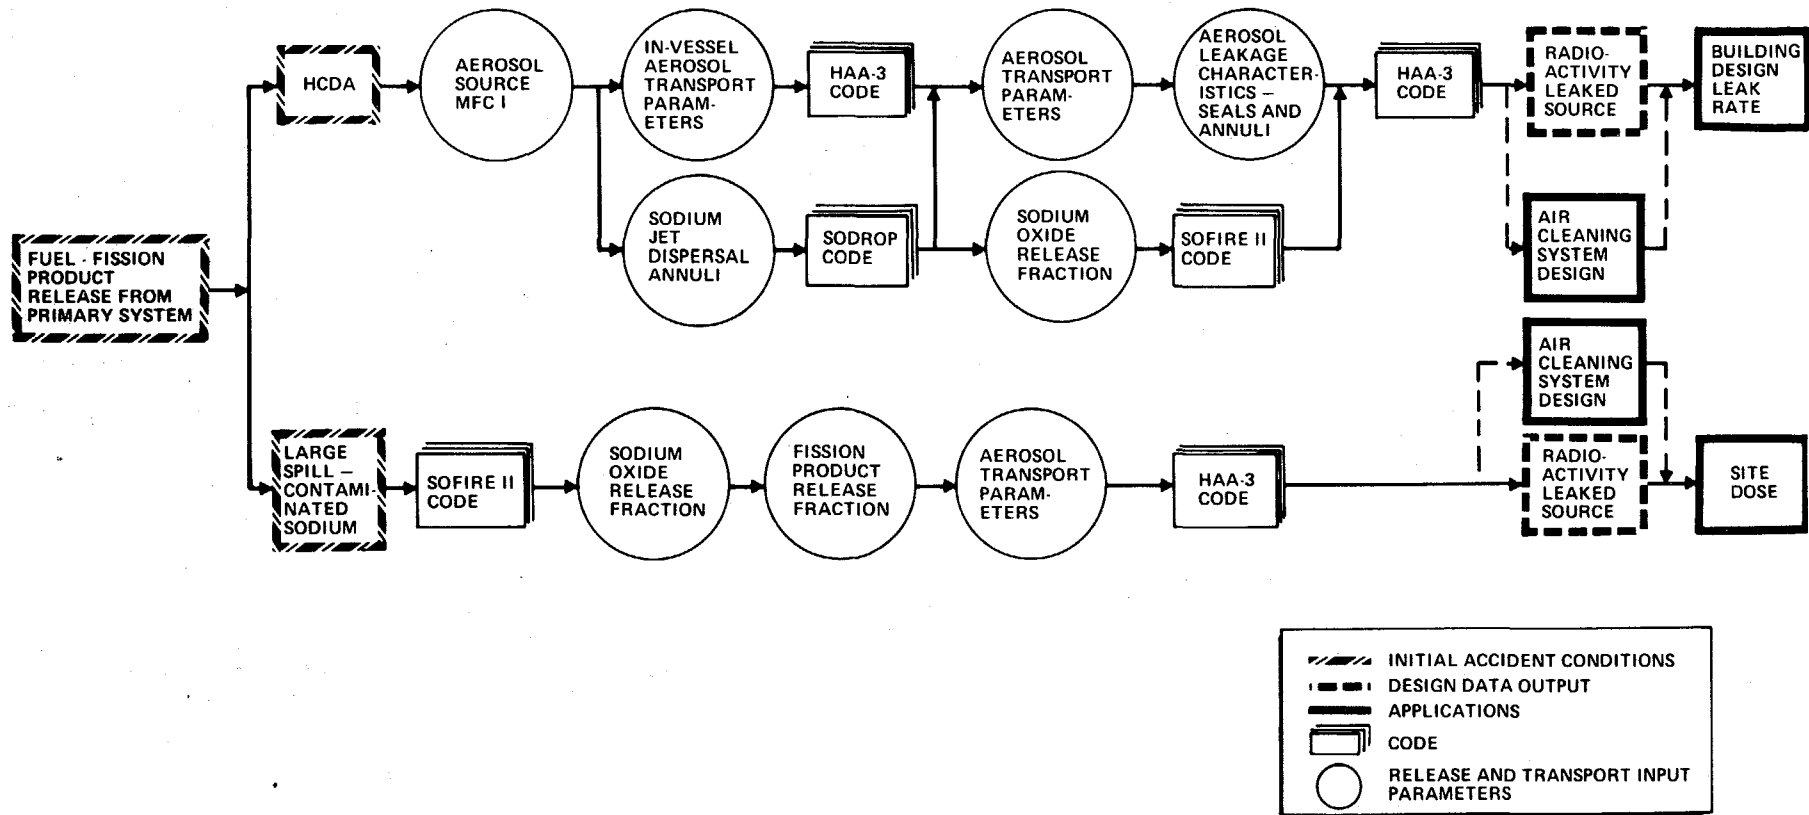 HCDA
AEROSOL
SOURCE
MFC I
IN-VESSEL
AEROSOL
TRANSPORT
PARAM-
ETERS
HAA-3
CODE
AEROSOL
TRANSPORT
PARAM-
ETERS
AEROSOL
LEAKAGE
CHARACTER-
ISTICS –
SEALS AND
ANNULI
HAA-3
CODE
RADIO-
ACTIVITY
LEAKED
SOURCE
BUILDING
DESIGN
LEAK
RATE
SODIUM
JET
DISPERSAL
ANNULI
SODROP
CODE
SODIUM
OXIDE
RELEASE
FRACTION
SOFIRE II
CODE
AIR
CLEANING
SYSTEM
DESIGN
FUEL - FISSION
PRODUCT
RELEASE FROM
PRIMARY SYSTEM
AIR
CLEANING
SYSTEM
DESIGN
LARGE
SPILL –
CONTAMI-
NATED
SODIUM
SOFIRE II
CODE
SODIUM
OXIDE
RELEASE
FRACTION
FISSION
PRODUCT
RELEASE
FRACTION
AEROSOL
TRANSPORT
PARAM-
ETERS
HAA-3
CODE
RADIO-
ACTIVITY
LEAKED
SOURCE
SITE
DOSE
INITIAL ACCIDENT CONDITIONS
DESIGN DATA OUTPUT
APPLICATIONS
CODE
RELEASE AND TRANSPORT INPUT
PARAMETERS